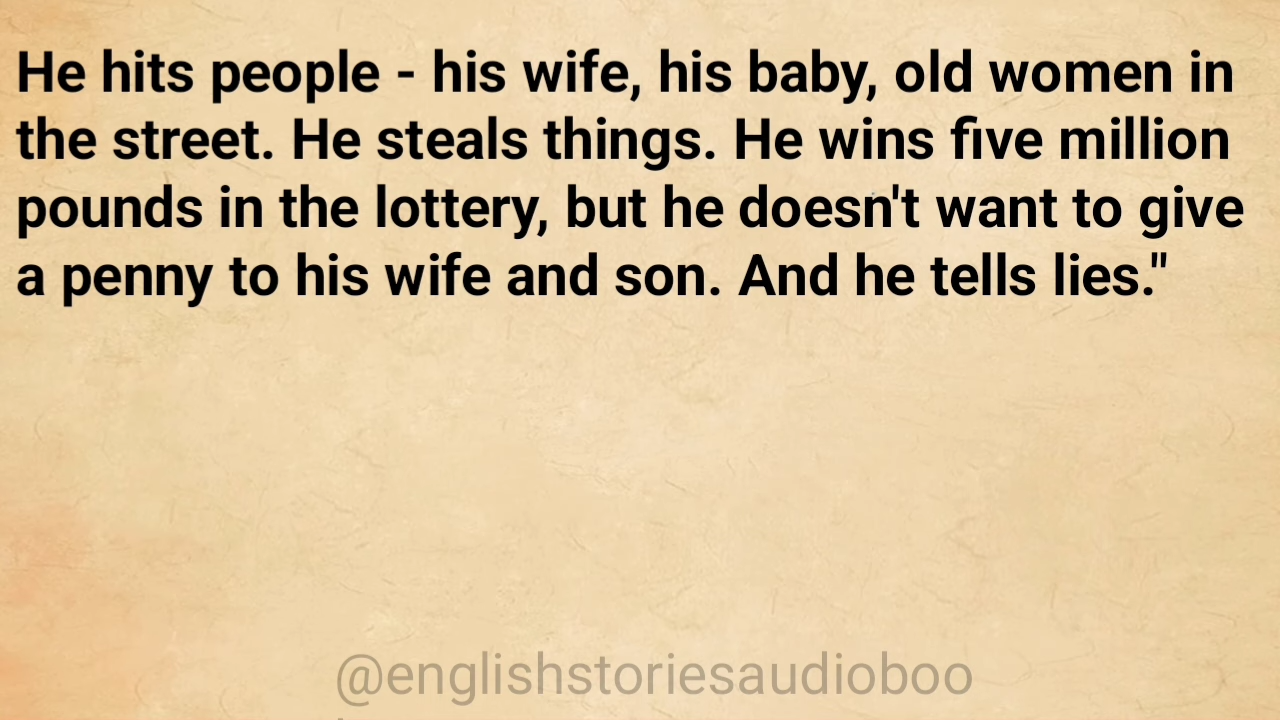 He hits people - his wife, his baby, old women in
the street. He steals things. He wins five million
pounds in the lottery, but he doesn't want to give
a penny to his wife and son. And he tells lies."
@englishstoriesaudioboo